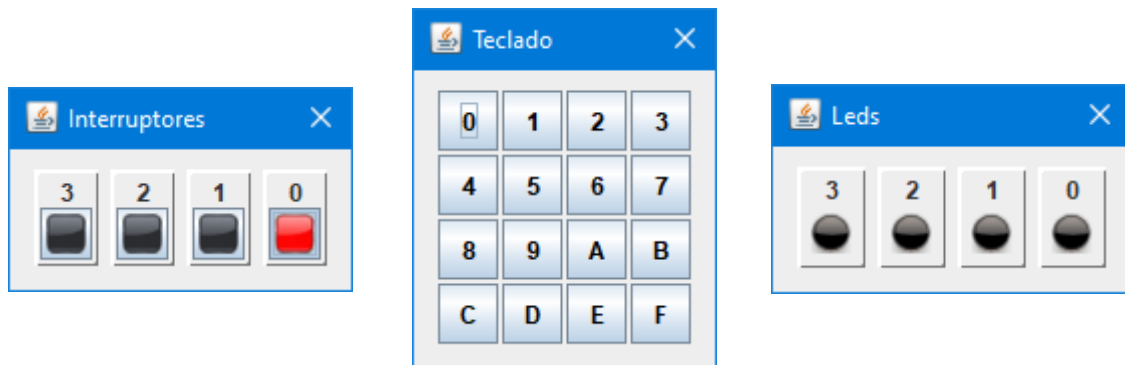 Interruptores
3 2 1 0
Teclado
0 1 2 3
4 5 6 7
8 9 A B
C D E F
Leds
3 2 1 0